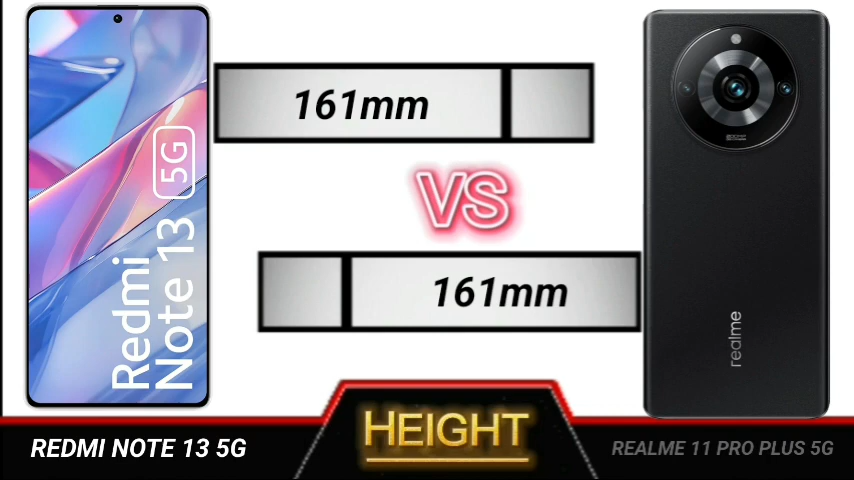 Redmi
Note 13 5G
161mm
VS
161mm
realme
HEIGHT
REDMI NOTE 13 5G
REALME 11 PRO PLUS 5G